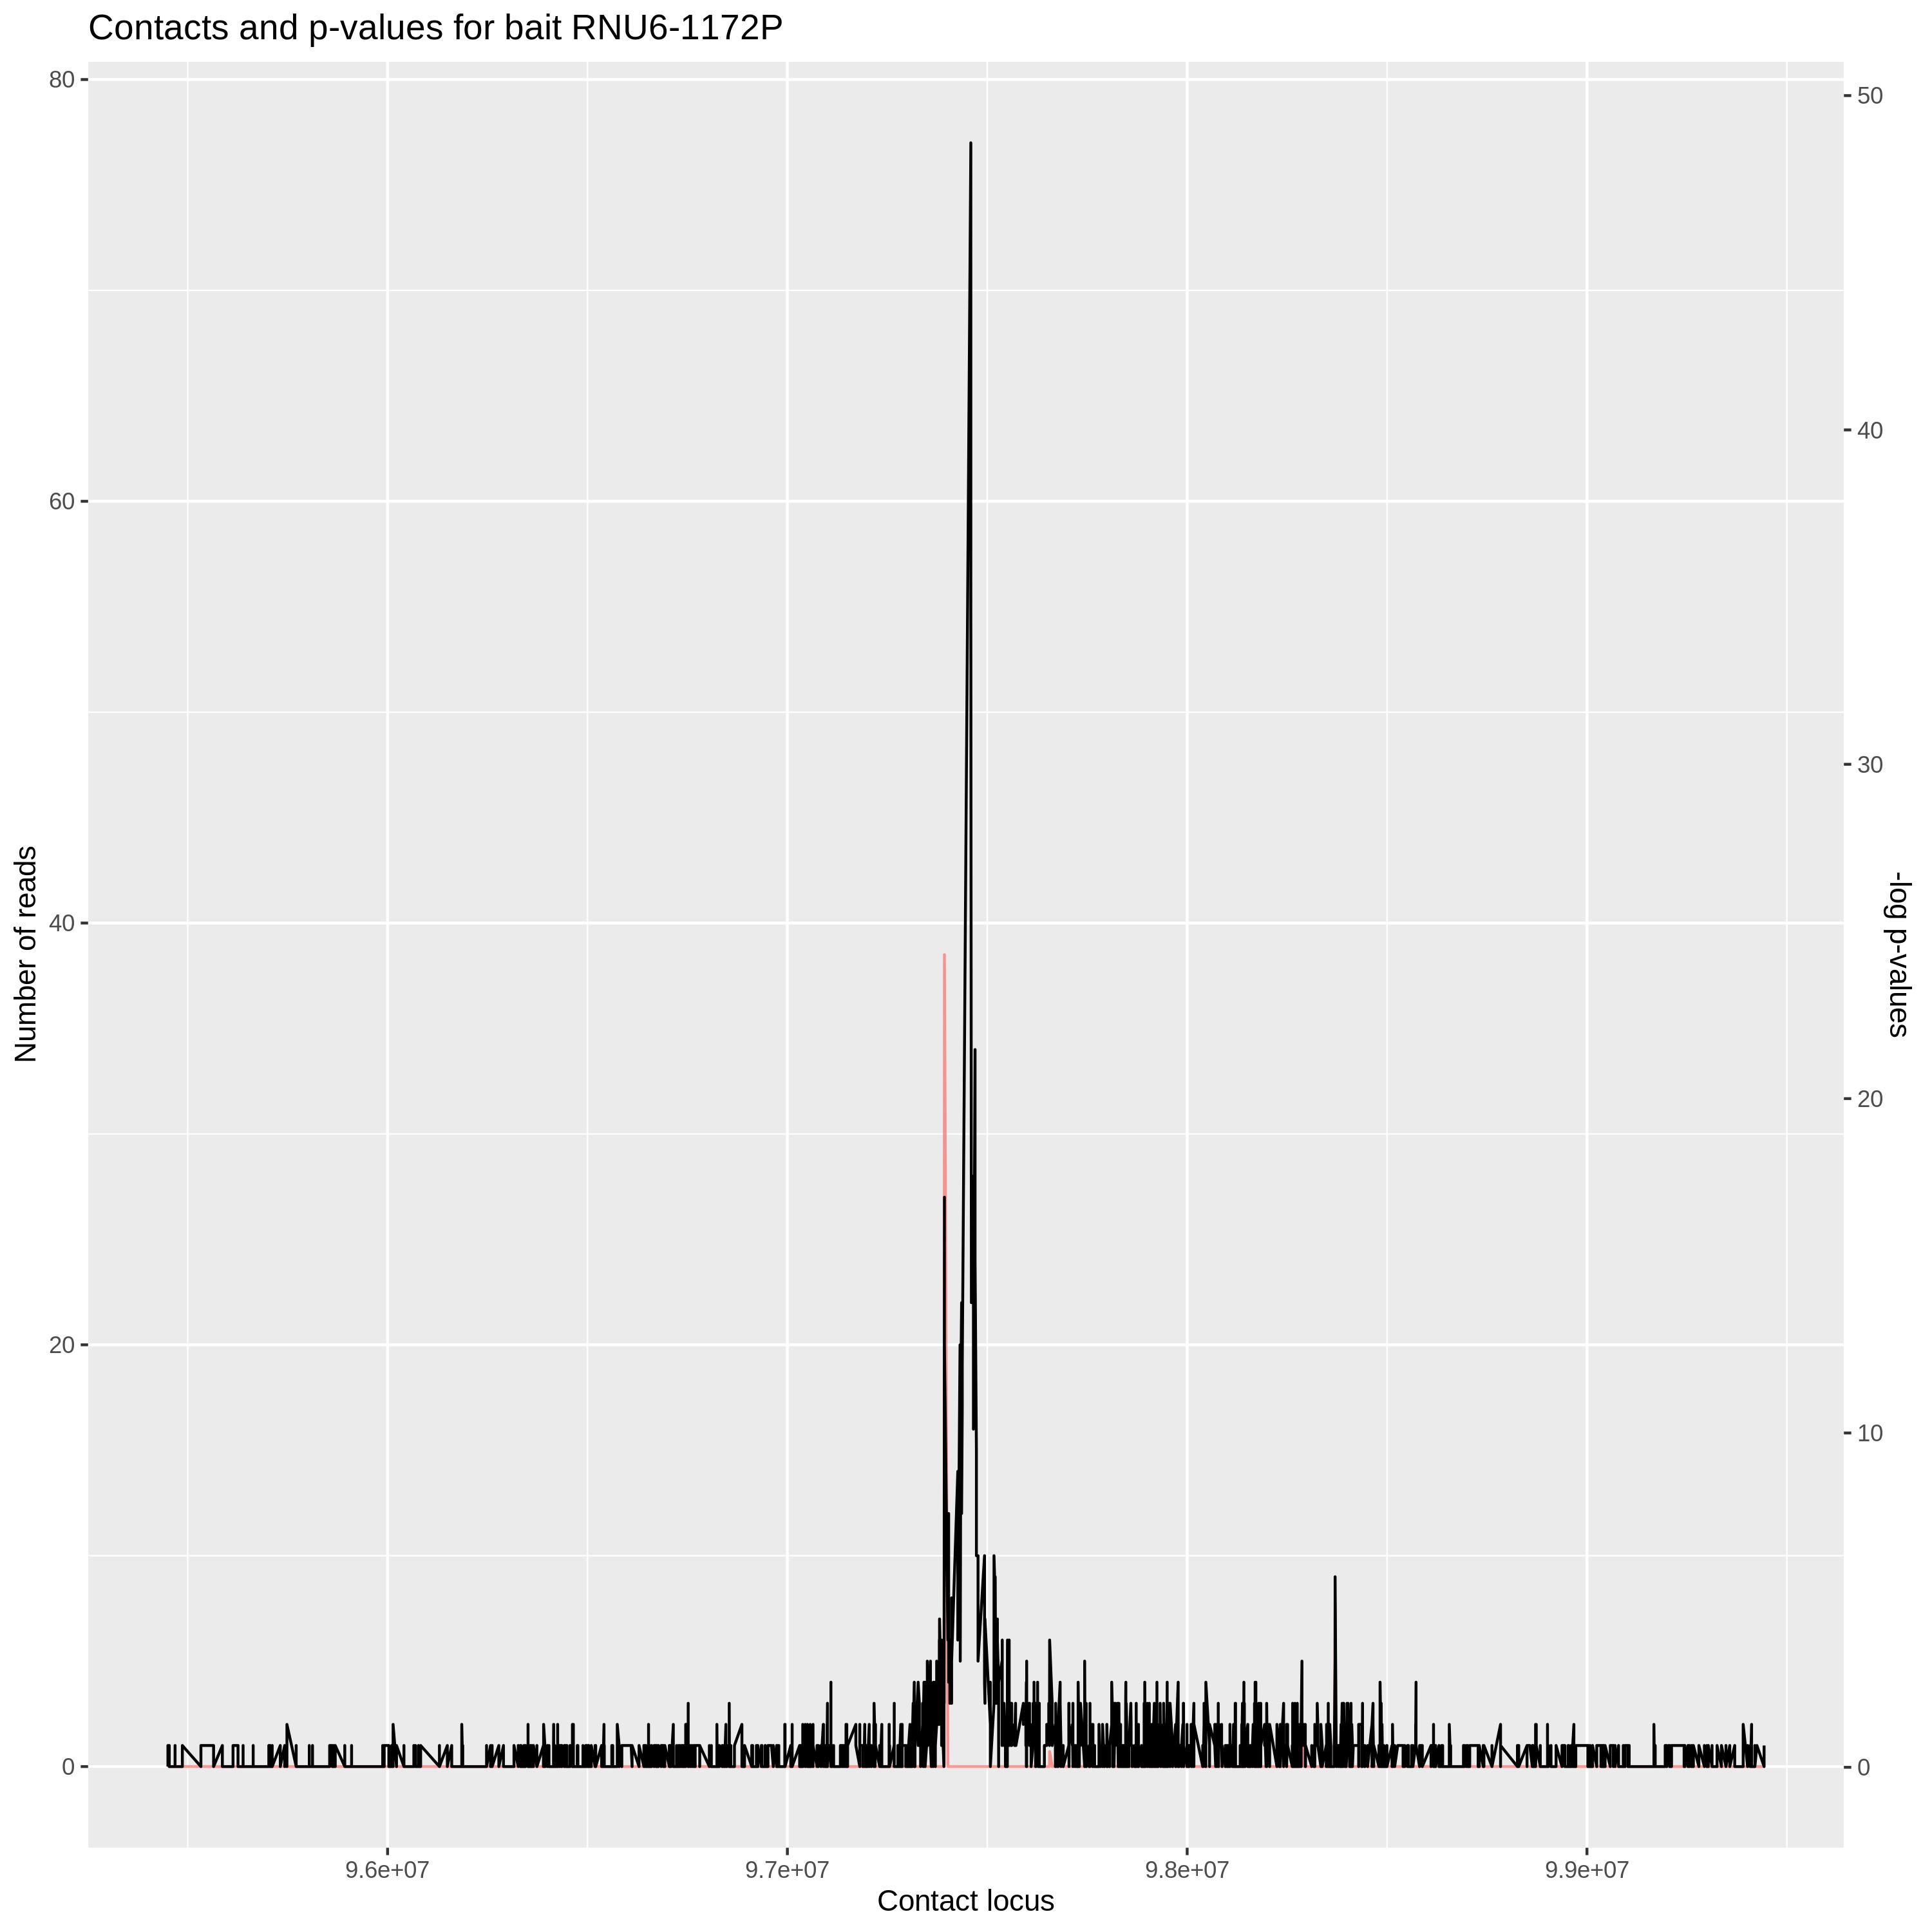 Contacts and p-values for bait RNU6-1172P
80
60
40
20
0
50
40
30
20
10
0
Number of reads
-log p-values
9.6e+07 9.7e+07 9.8e+07 9.9e+07
Contact locus